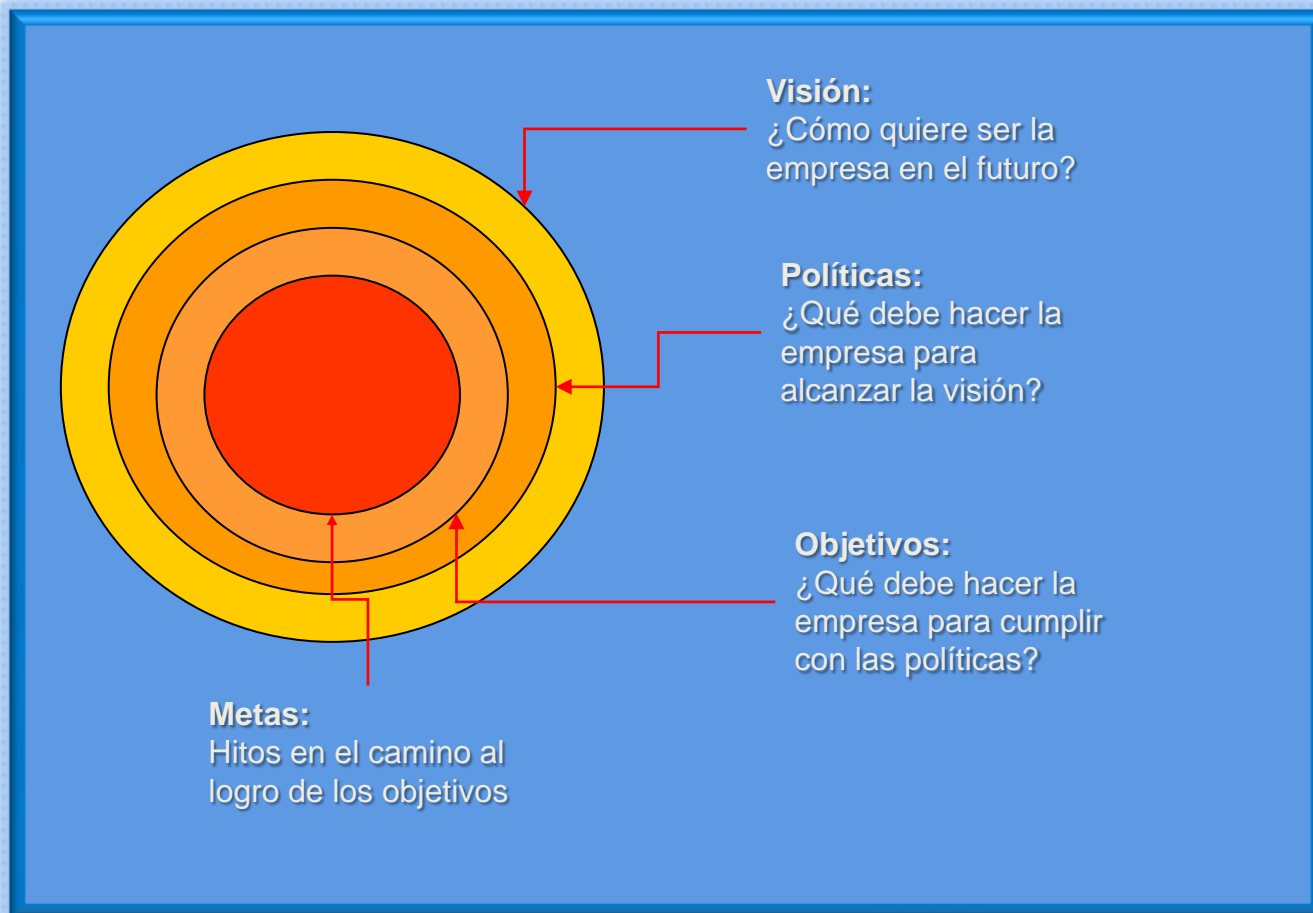 Visión:
¿Cómo quiere ser la
empresa en el futuro?
Políticas:
¿Qué debe hacer la
empresa para
alcanzar la visión?
Objetivos:
¿Qué debe hacer la
empresa para cumplir
con las políticas?
Metas:
Hitos en el camino al
logro de los objetivos